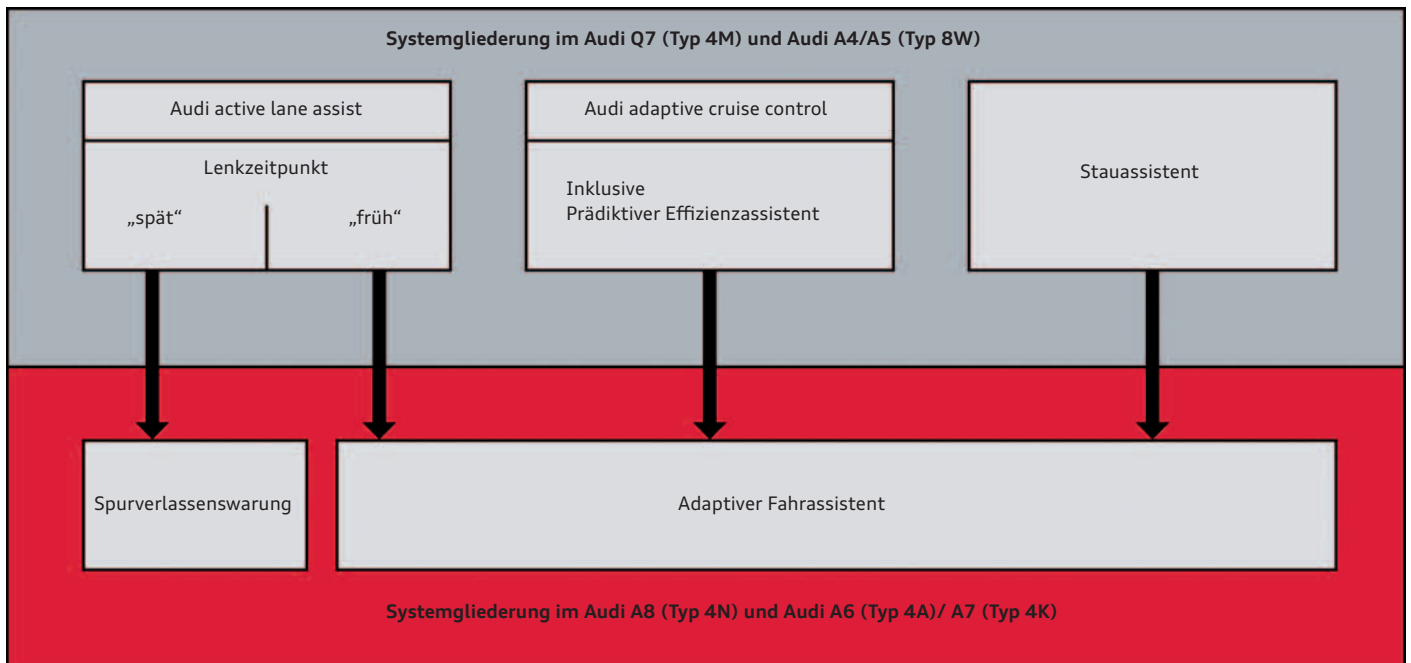 Systemgliederung im Audi Q7 (Typ 4M) und Audi A4/A5 (Typ 8W)
Audi active lane assist
Lenkzeitpunkt
„spät“
„früh“
Audi adaptive cruise control
Inklusive
Prädiktiver Effizienzassistent
Stauassistent
Spurverlassenswarung
Adaptiver Fahrassistent
Systemgliederung im Audi A8 (Typ 4N) und Audi A6 (Typ 4A)/ A7 (Typ 4K)